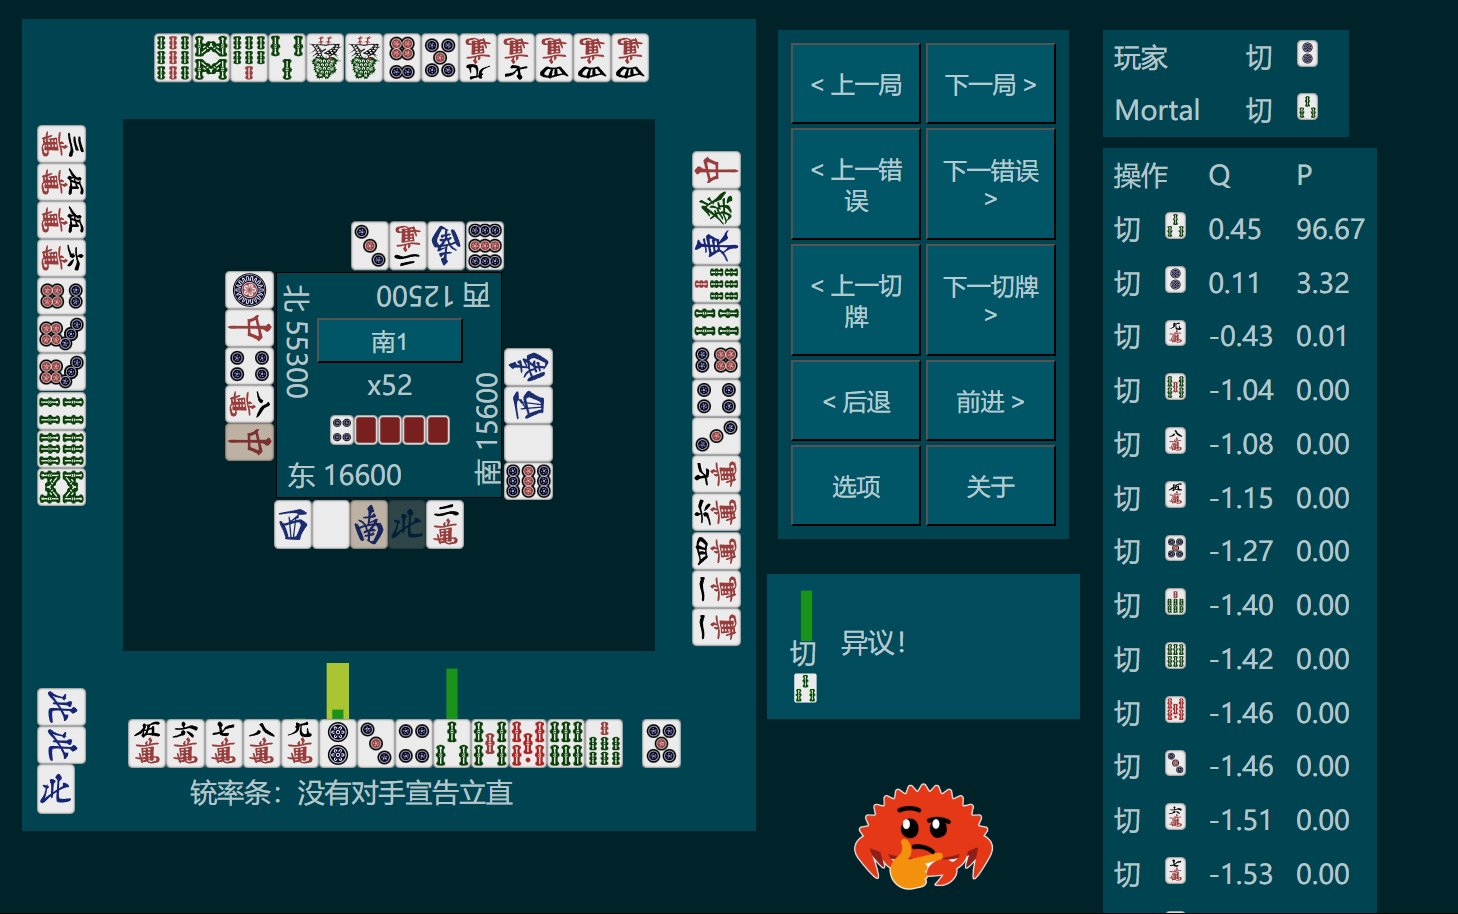 < 上一局
下一局 >
< 上一错误
下一错误 >
< 上一切牌
下一切牌 >
< 后退
前进 >
选项
关于
玩家 切
Mortal 切
操作 Q P
切 0.45 96.67
切 0.11 3.32
切 -0.43 0.01
切 -1.04 0.00
切 -1.08 0.00
切 -1.15 0.00
切 -1.27 0.00
切 -1.40 0.00
切 -1.42 0.00
切 -1.46 0.00
切 -1.46 0.00
切 -1.51 0.00
切 -1.53 0.00
西 12500
北 55300
南1
x52
南 15600
东 16600
切
异议!
铳率条：没有对手宣告立直